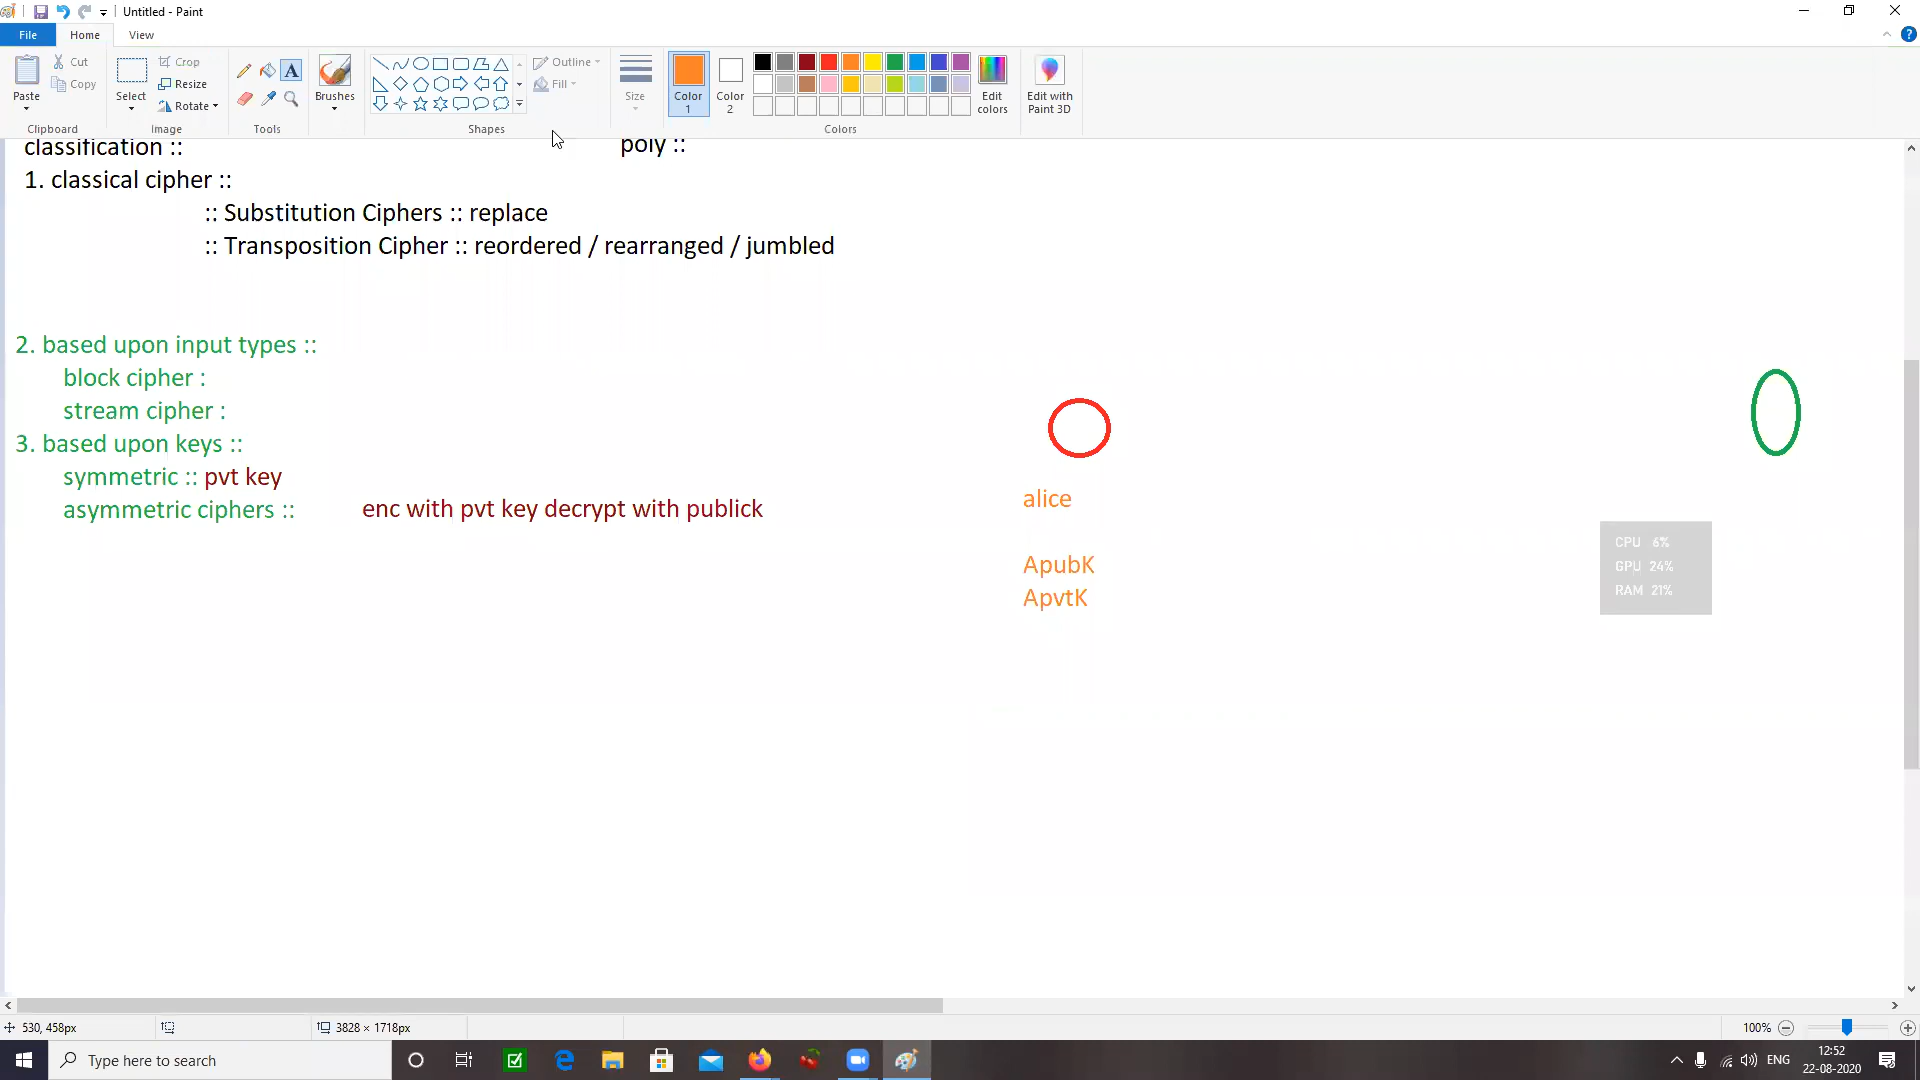 Untitled - Paint
File Home View
Paste
Cut
Copy
Clipboard
Select
Crop
Resize
Rotate
Image
Tools
Brushes
Shapes
Outline
Fill
Size
Color 1
Color 2
Colors
Edit colors
Edit with Paint 3D
classification ::
poly ::
1. classical cipher ::
:: Substitution Ciphers :: replace
:: Transposition Cipher :: reordered / rearranged / jumbled
2. based upon input types ::
block cipher :
stream cipher :
3. based upon keys ::
symmetric :: pvt key
asymmetric ciphers :: enc with pvt key decrypt with publick
alice
ApubK
ApvtK
CPU 6%
GPU 24%
RAM 21%
530, 458px
3828 × 1718px
100%
Type here to search
ENG
12:52
22-08-2020